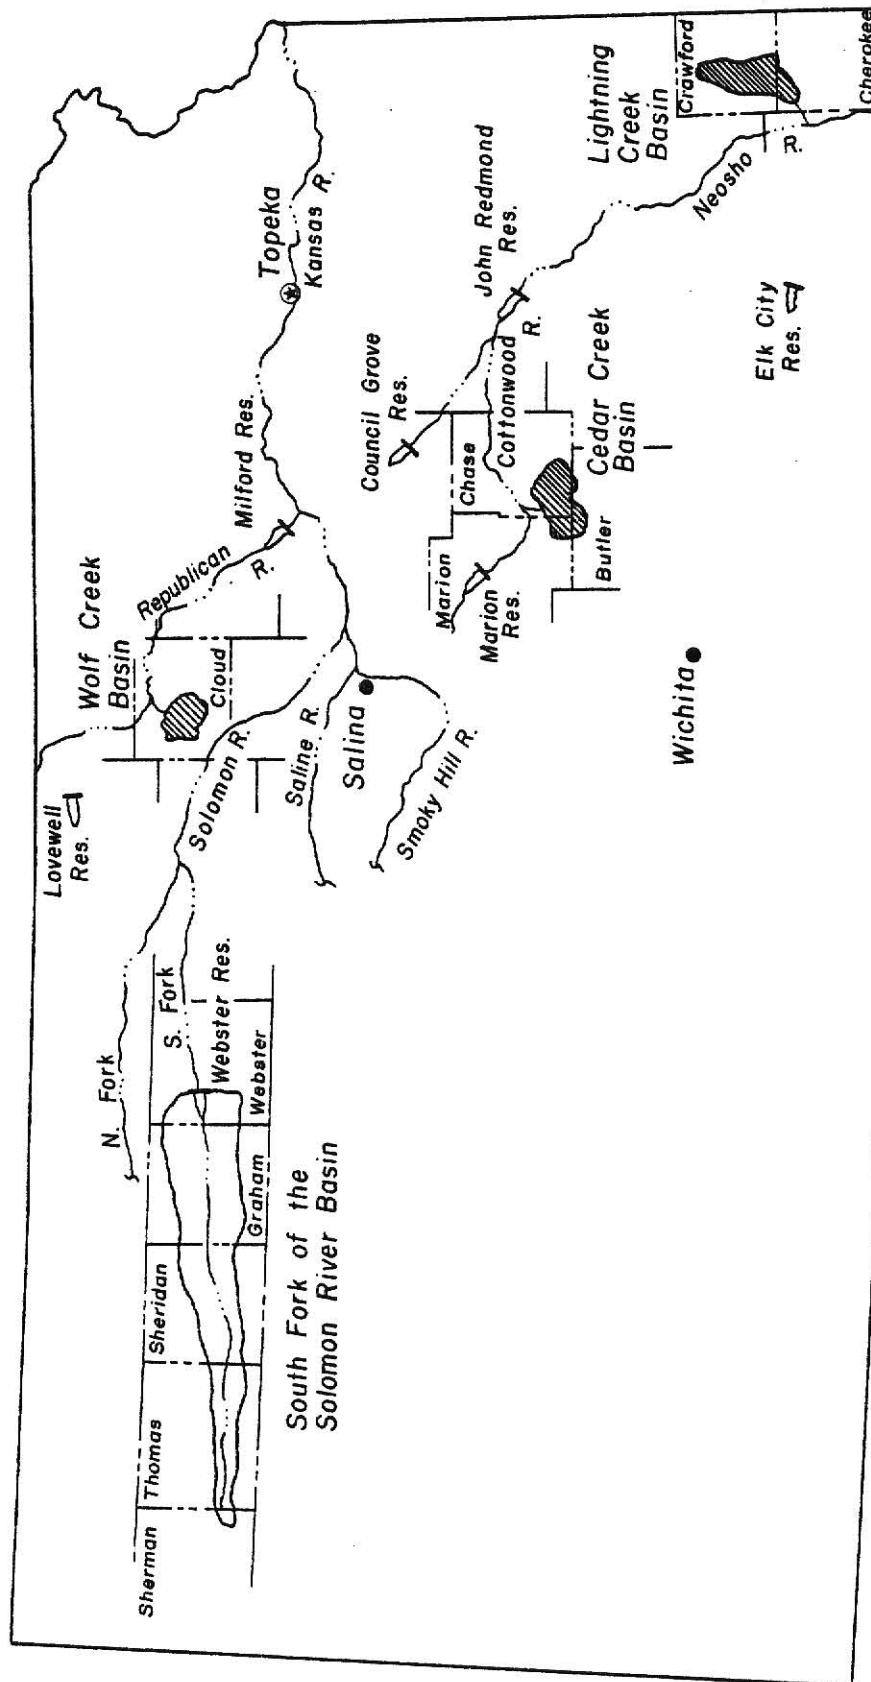 Lovewell
Res.
Wolf Creek
Basin
Republican
R.
Cloud
Milford Res.
Topeka
Kansas R.
N. Fork
S. Fork
Webster Res.
Solomon R.
Saline R.
Salina
Smoky Hill R.
Sherman
Thomas
Sheridan
Graham
Webster
South Fork of the
Solomon River Basin
Council Grove
Res.
John Redmond
Res.
Marion
Marion
Res.
Chase
Cottonwood
R.
Butler
Cedar Creek
Basin
Wichita
Elk City
Res.
Neosho
R.
Lightning
Creek
Basin
Crawford
Cherokee